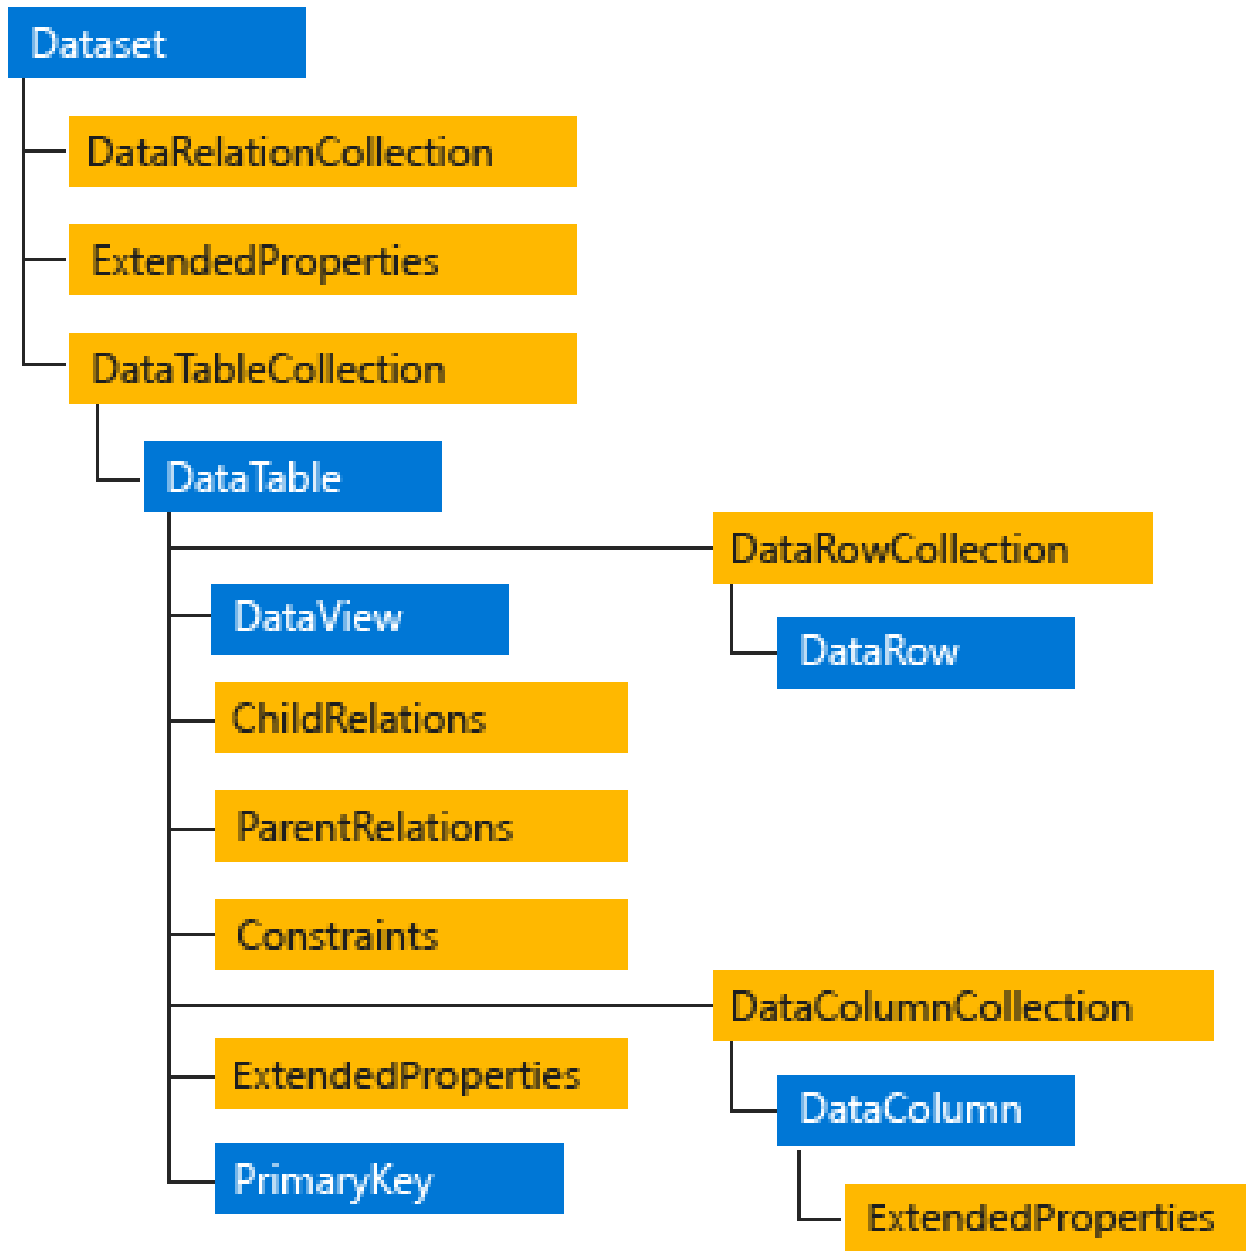 Dataset
DataRelationCollection
ExtendedProperties
DataTableCollection
DataTable
DataRowCollection
DataView
DataRow
ChildRelations
ParentRelations
Constraints
DataColumnCollection
ExtendedProperties
DataColumn
PrimaryKey
ExtendedProperties